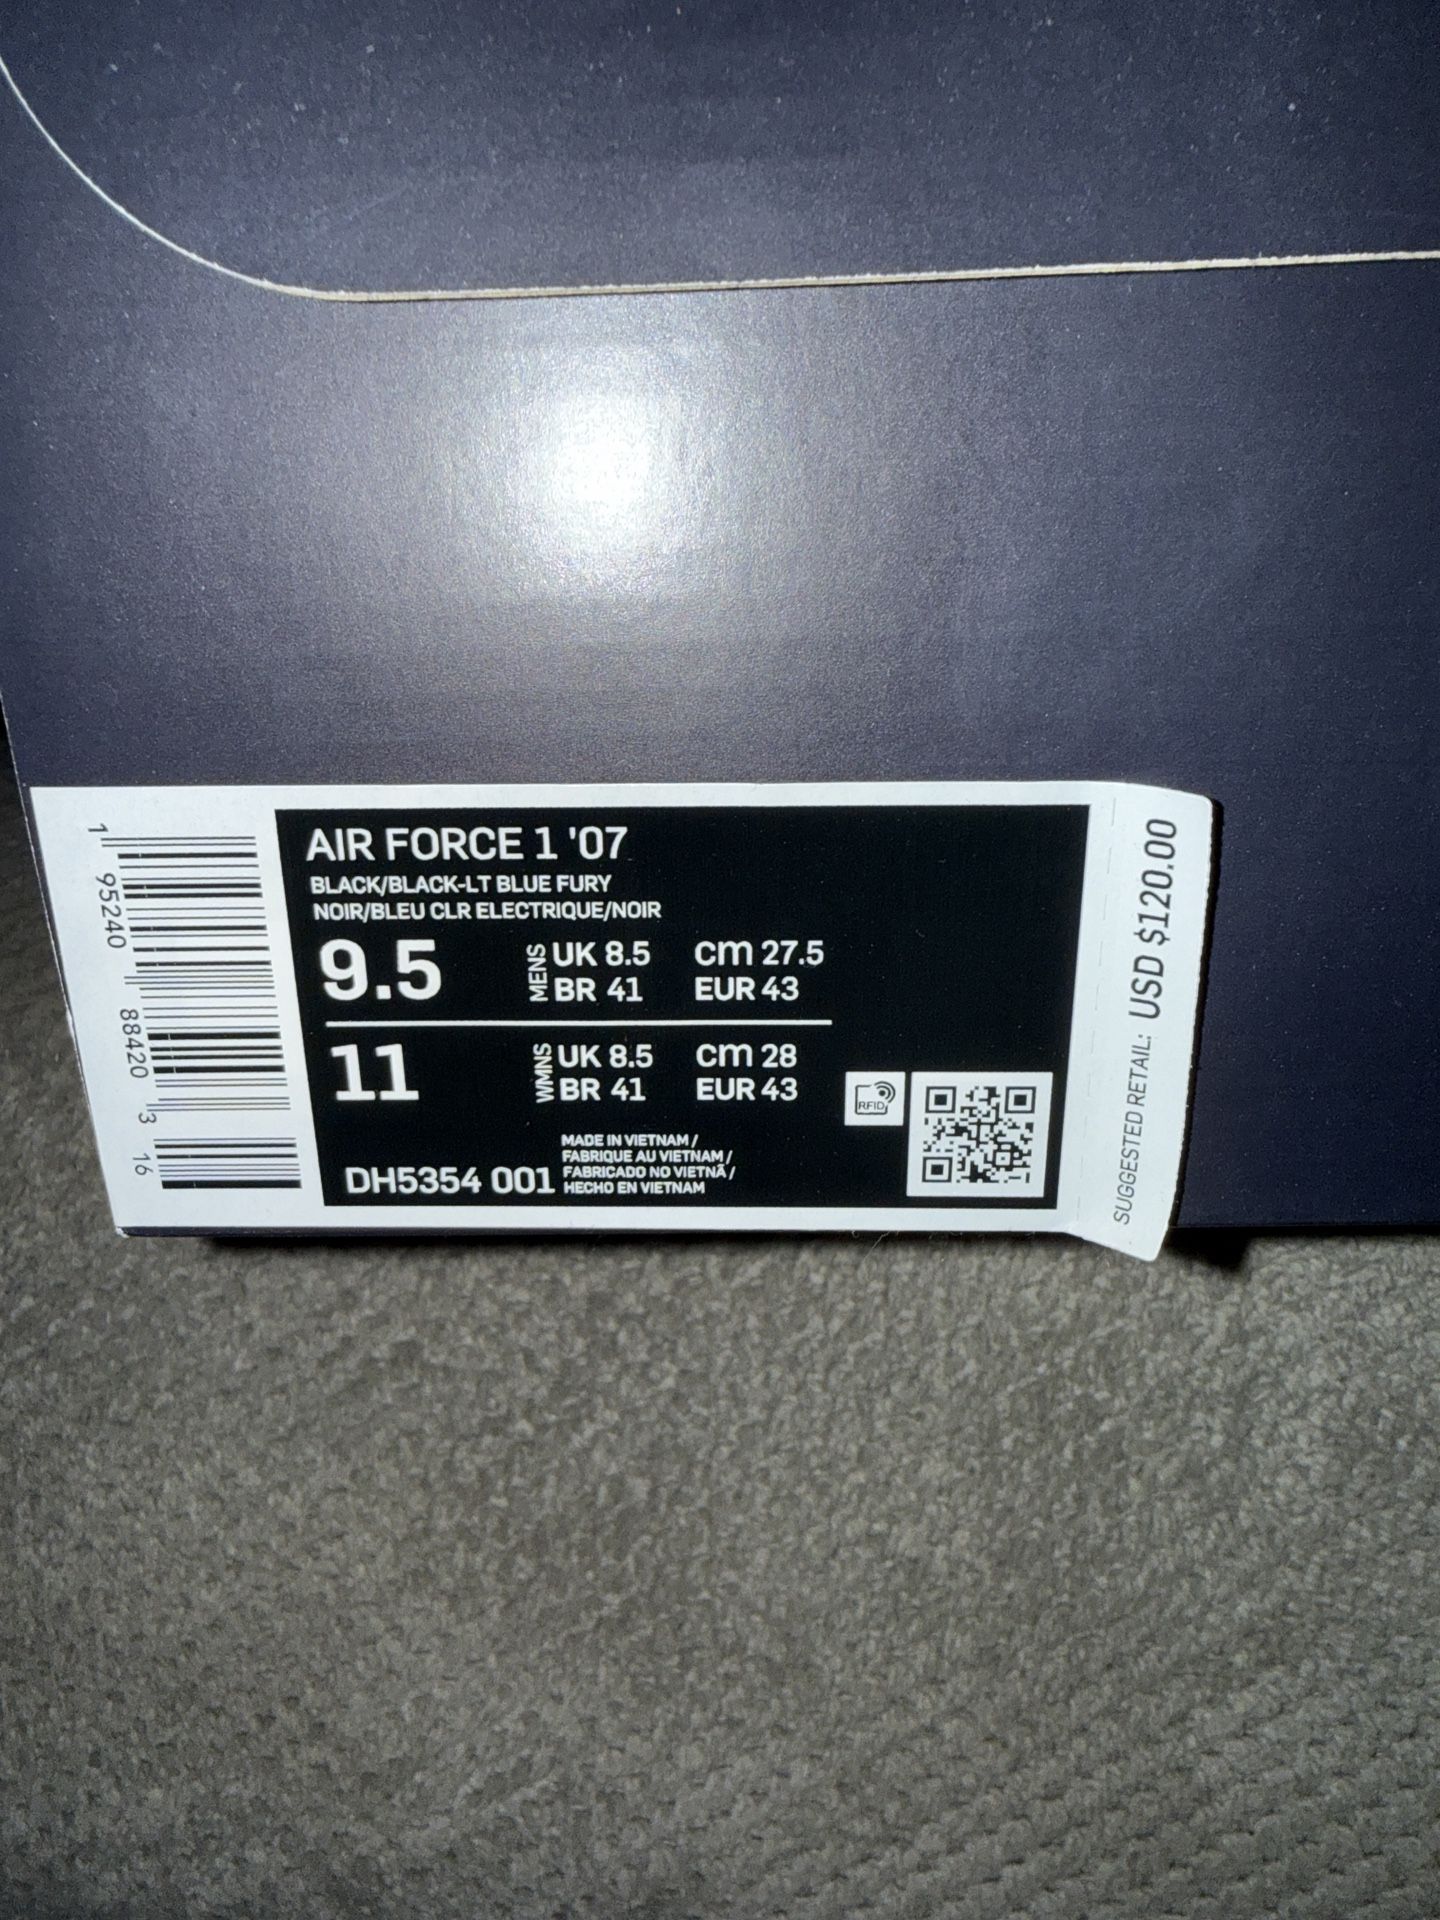 AIR FORCE 1 '07
BLACK/BLACK-LT BLUE FURY
NOIR/BLEU CLR ELECTRIQUE/NOIR
9.5 MENS UK 8.5 cm 27.5
BR 41 EUR 43
11 WMNS UK 8.5 cm 28
BR 41 EUR 43
DH5354 001
MADE IN VIETNAM /
FABRIQUE AU VIETNAM /
FABRICADO NO VIETNÃ /
HECHO EN VIETNAM
RFID
1 95240 88420 3 16
SUGGESTED RETAIL: USD $120.00